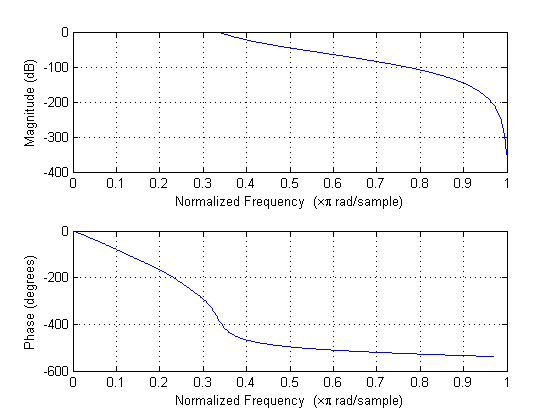 0
-100
-200
-300
-400
Magnitude (dB)
0 0.1 0.2 0.3 0.4 0.5 0.6 0.7 0.8 0.9 1
Normalized Frequency (×π rad/sample)
0
-200
-400
-600
Phase (degrees)
0 0.1 0.2 0.3 0.4 0.5 0.6 0.7 0.8 0.9 1
Normalized Frequency (×π rad/sample)